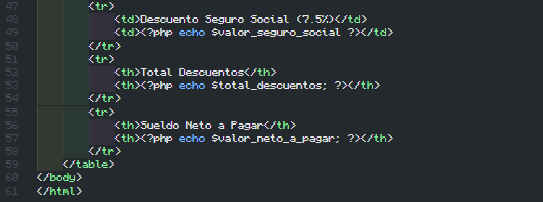 47 <tr>
48 <td>Descuento Seguro Social (7.5%)</td>
49 <td><?php echo $valor_seguro_social ?></td>
50 </tr>
51 <tr>
52 <th>Total Descuentos</th>
53 <th><?php echo $total_descuentos; ?></th>
54 </tr>
55 <tr>
56 <th>Sueldo Neto a Pagar</th>
57 <th><?php echo $valor_neto_a_pagar; ?></th>
58 </tr>
59 </table>
60 </body>
61 </html>